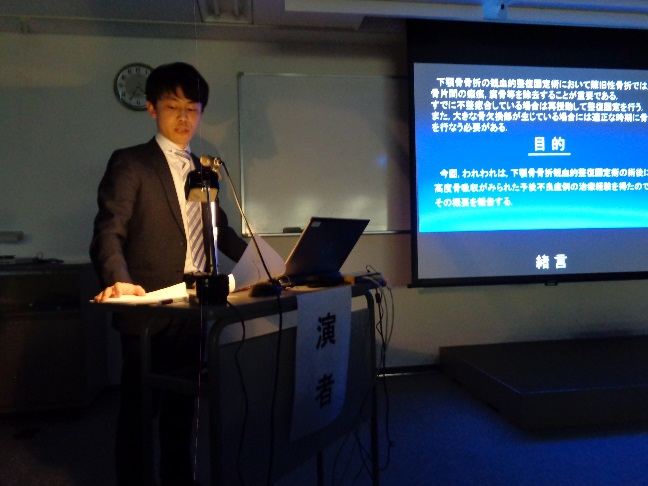 下顎骨骨折の観血的整復固定術において陳旧性骨折では
骨片間の瘢痕、腐骨等を除去することが重要である.
すでに不整癒合している場合は再授動して整復固定を行う.
また、大きな骨欠損部が生じている場合には適正な時期に骨
を行なう必要がある.
目的
今回、われわれは、下顎骨骨折観血的整復固定術の術後に
高度骨吸収がみられた予後不良症例の治療経験を得たので
その概要を報告する.
緒言
演者